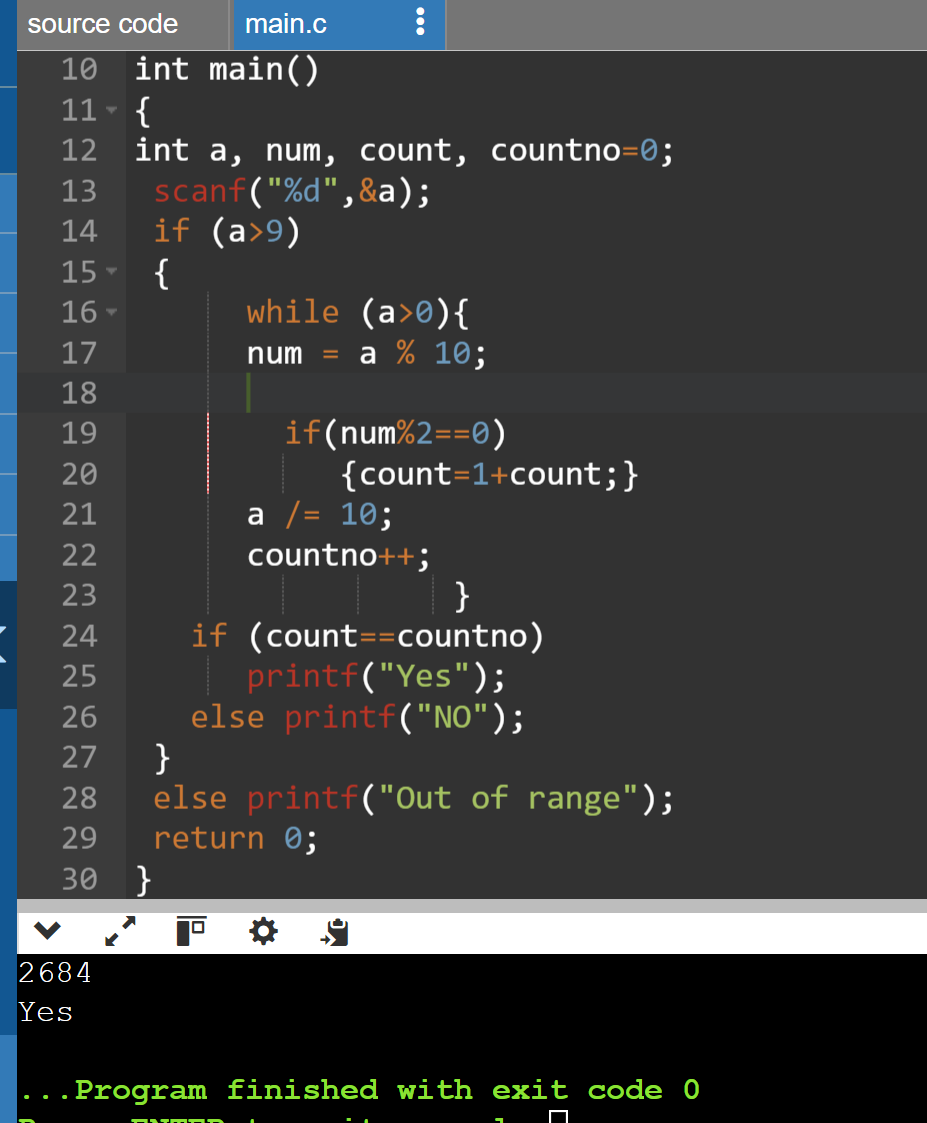 source code main.c
10 int main()
11 {
12 int a, num, count, countno=0;
13 scanf("%d",&a);
14 if (a>9)
15 {
16 while (a>0){
17 num = a % 10;
18
19 if(num%2==0)
20 {count=1+count;}
21 a /= 10;
22 countno++;
23 }
24 if (count==countno)
25 printf("Yes");
26 else printf("NO");
27 }
28 else printf("Out of range");
29 return 0;
30 }
2684
Yes
...Program finished with exit code 0